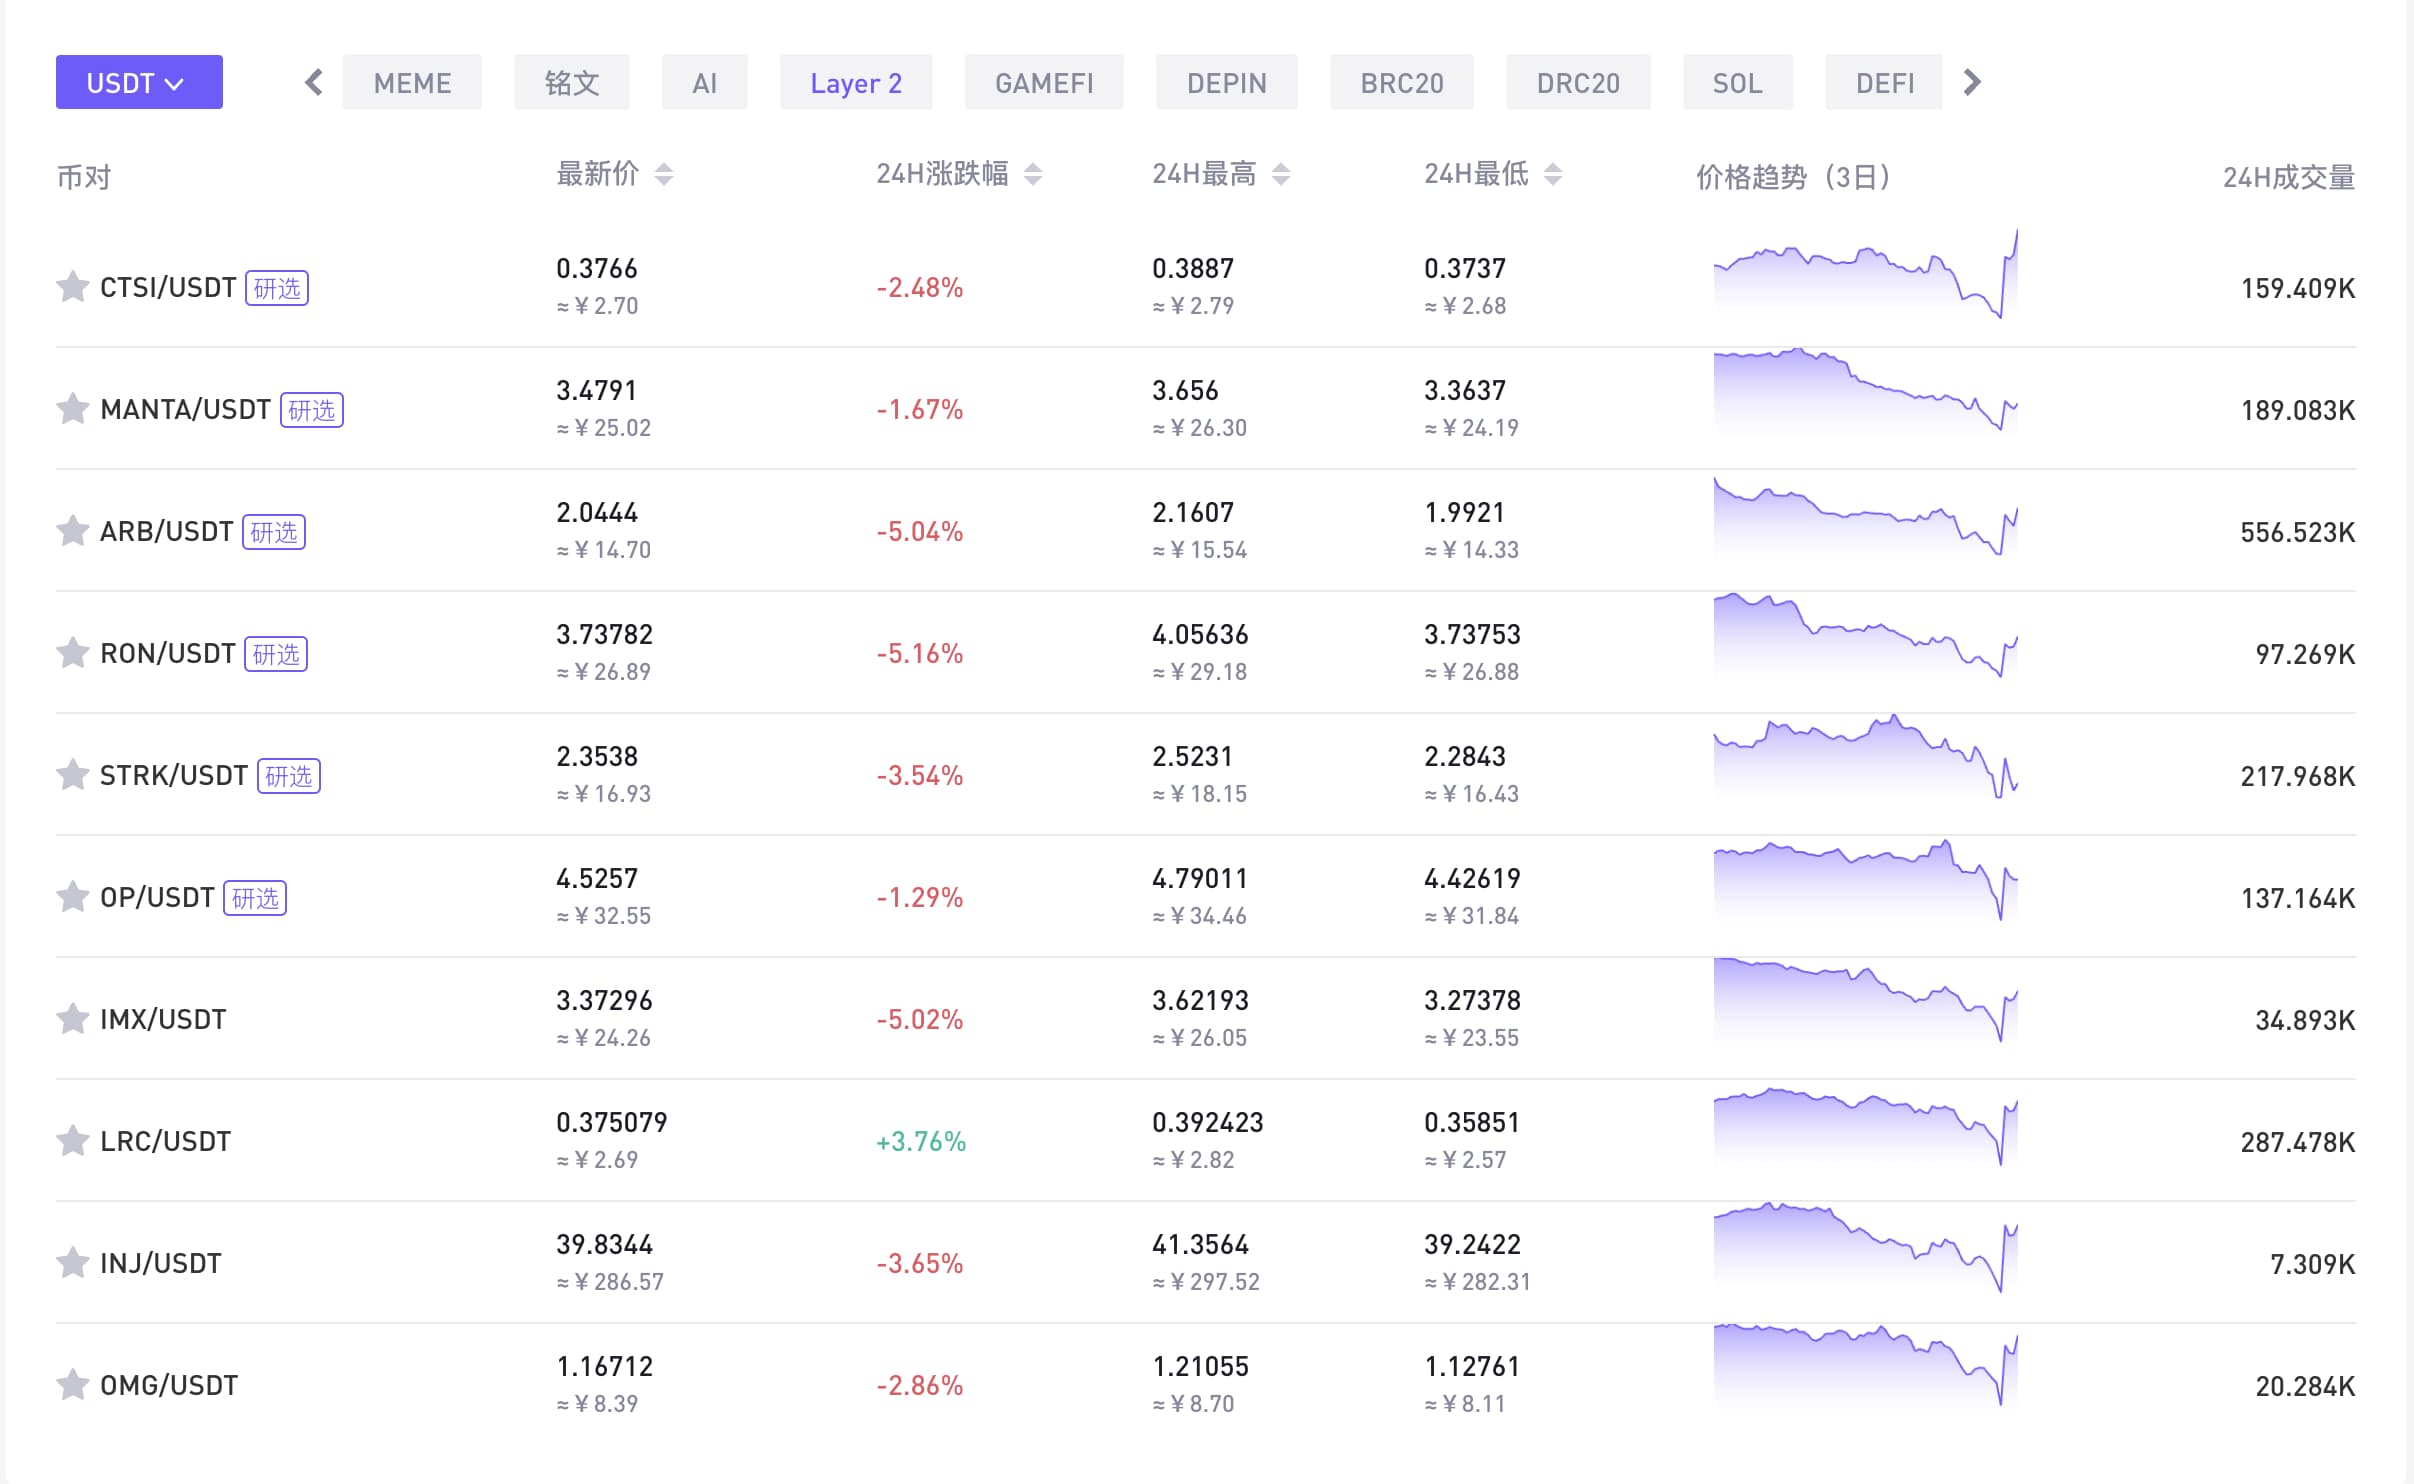 USDT MEME 铭文 AI Layer 2 GAMEFI DEPIN BRC20 DRC20 SOL DEFI
币对 最新价 24H涨跌幅 24H最高 24H最低 价格趋势（3日） 24H成交量
CTSI/USDT 研选 0.3766 ≈ ¥ 2.70 -2.48% 0.3887 ≈ ¥ 2.79 0.3737 ≈ ¥ 2.68 159.409K
MANTA/USDT 研选 3.4791 ≈ ¥ 25.02 -1.67% 3.656 ≈ ¥ 26.30 3.3637 ≈ ¥ 24.19 189.083K
ARB/USDT 研选 2.0444 ≈ ¥ 14.70 -5.04% 2.1607 ≈ ¥ 15.54 1.9921 ≈ ¥ 14.33 556.523K
RON/USDT 研选 3.73782 ≈ ¥ 26.89 -5.16% 4.05636 ≈ ¥ 29.18 3.73753 ≈ ¥ 26.88 97.269K
STRK/USDT 研选 2.3538 ≈ ¥ 16.93 -3.54% 2.5231 ≈ ¥ 18.15 2.2843 ≈ ¥ 16.43 217.968K
OP/USDT 研选 4.5257 ≈ ¥ 32.55 -1.29% 4.79011 ≈ ¥ 34.46 4.42619 ≈ ¥ 31.84 137.164K
IMX/USDT 3.37296 ≈ ¥ 24.26 -5.02% 3.62193 ≈ ¥ 26.05 3.27378 ≈ ¥ 23.55 34.893K
LRC/USDT 0.375079 ≈ ¥ 2.69 +3.76% 0.392423 ≈ ¥ 2.82 0.35851 ≈ ¥ 2.57 287.478K
INJ/USDT 39.8344 ≈ ¥ 286.57 -3.65% 41.3564 ≈ ¥ 297.52 39.2422 ≈ ¥ 282.31 7.309K
OMG/USDT 1.16712 ≈ ¥ 8.39 -2.86% 1.21055 ≈ ¥ 8.70 1.12761 ≈ ¥ 8.11 20.284K